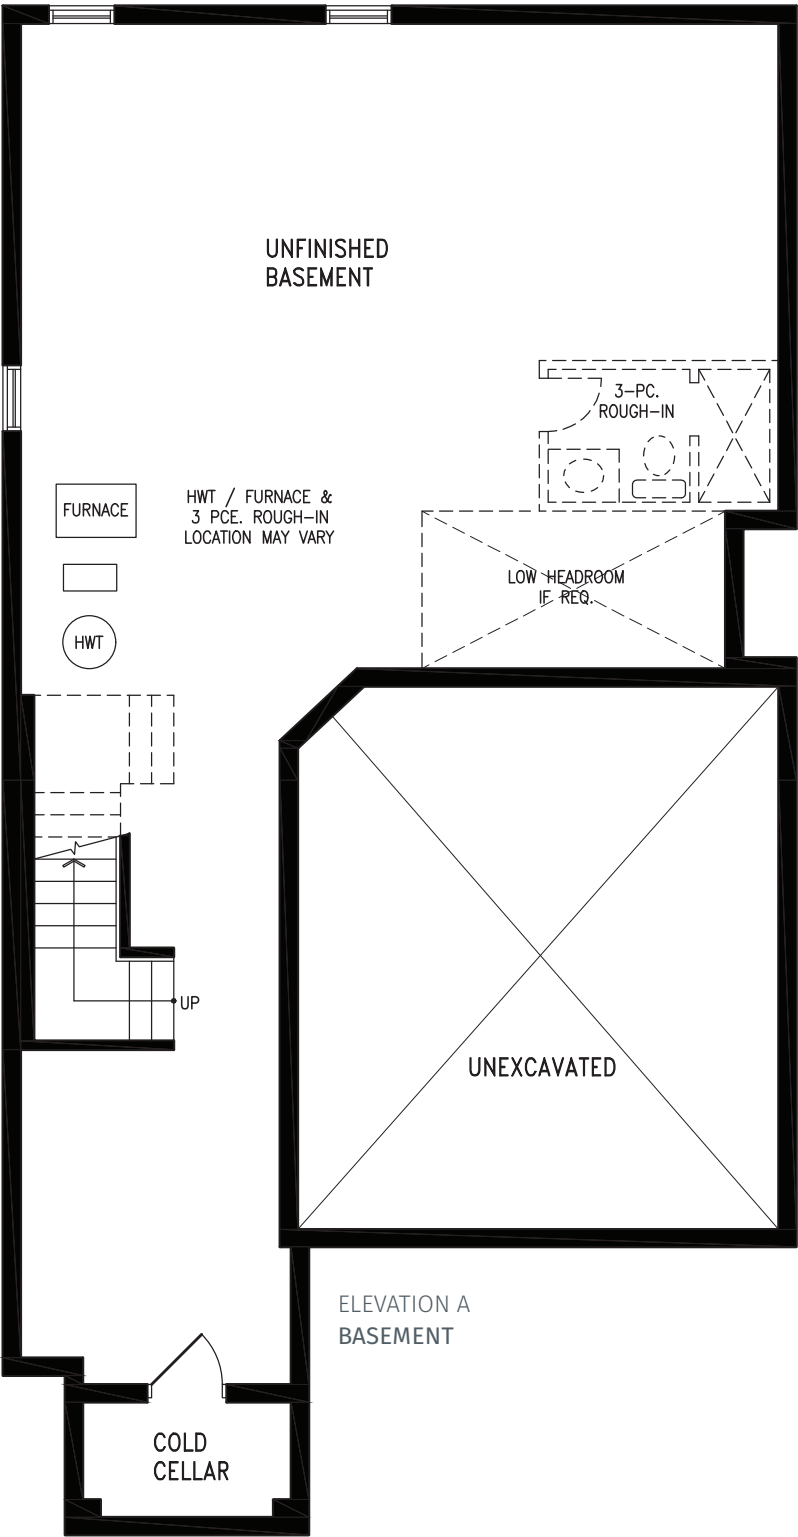 UNFINISHED
BASEMENT
3-PC.
ROUGH-IN
FURNACE
HWT / FURNACE &
3 PCE. ROUGH-IN
LOCATION MAY VARY
LOW HEADROOM
IF REQ.
HWT
UP
UNEXCAVATED
ELEVATION A
BASEMENT
COLD
CELLAR